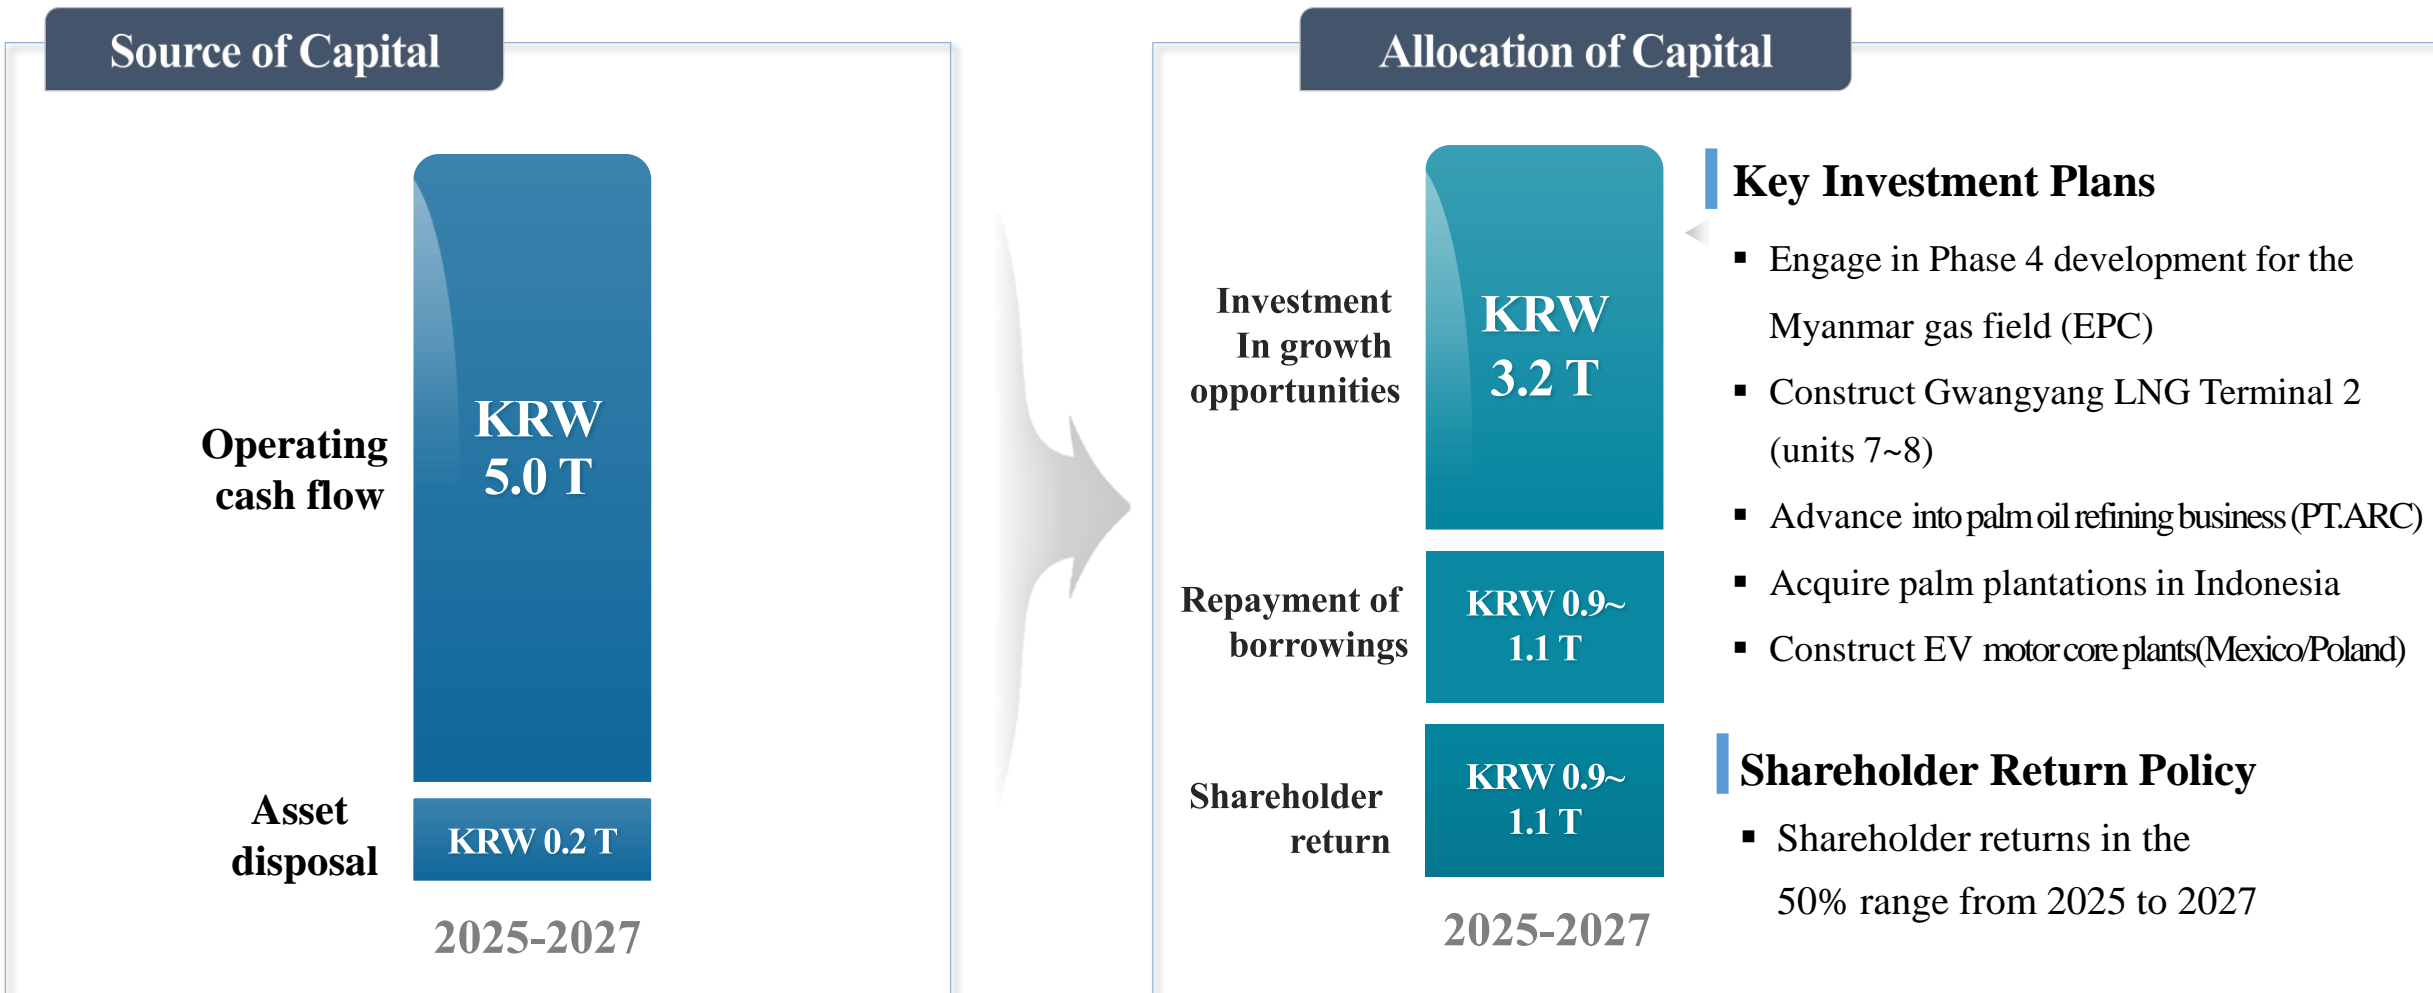 Source of Capital
Operating
cash flow
KRW
5.0 T
Asset
disposal
KRW 0.2 T
2025-2027
Allocation of Capital
Investment
In growth
opportunities
KRW
3.2 T
Repayment of
borrowings
KRW 0.9~
1.1 T
Shareholder
return
KRW 0.9~
1.1 T
2025-2027
Key Investment Plans
▪ Engage in Phase 4 development for the
Myanmar gas field (EPC)
▪ Construct Gwangyang LNG Terminal 2
(units 7~8)
▪ Advance into palm oil refining business (PT.ARC)
▪ Acquire palm plantations in Indonesia
▪ Construct EV motor core plants(Mexico/Poland)
Shareholder Return Policy
▪ Shareholder returns in the
50% range from 2025 to 2027